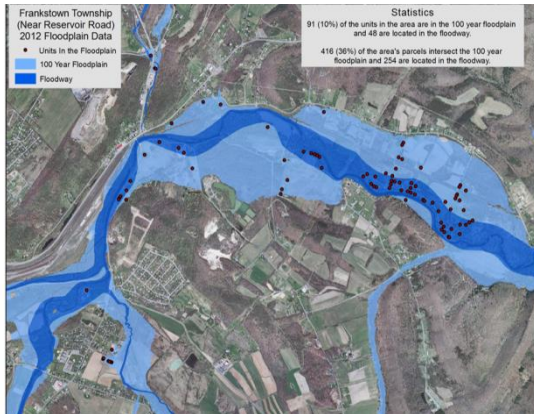 Frankstown Township
(Near Reservoir Road)
2012 Floodplain Data
Units In the Floodplain
100 Year Floodplain
Floodway
Statistics
91 (10%) of the units in the area are in the 100 year floodplain
and 48 are located in the floodway.
416 (36%) of the area's parcels intersect the 100 year
floodplain and 254 are located in the floodway.